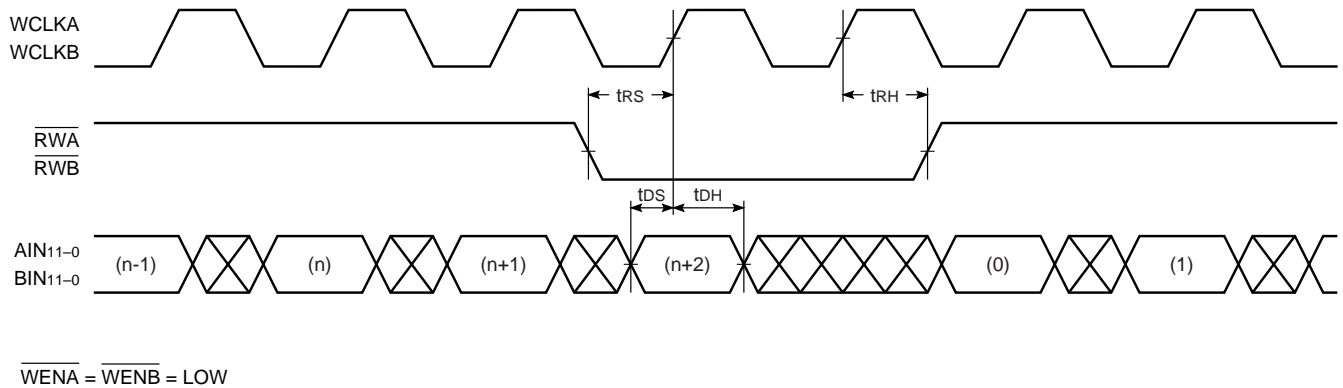 WCLKA
WCLKB
tRS
tRH
RWA
RWB
tDS
tDH
AIN11–0
BIN11–0
(n-1)
(n)
(n+1)
(n+2)
(0)
(1)
WENA = WENB = LOW